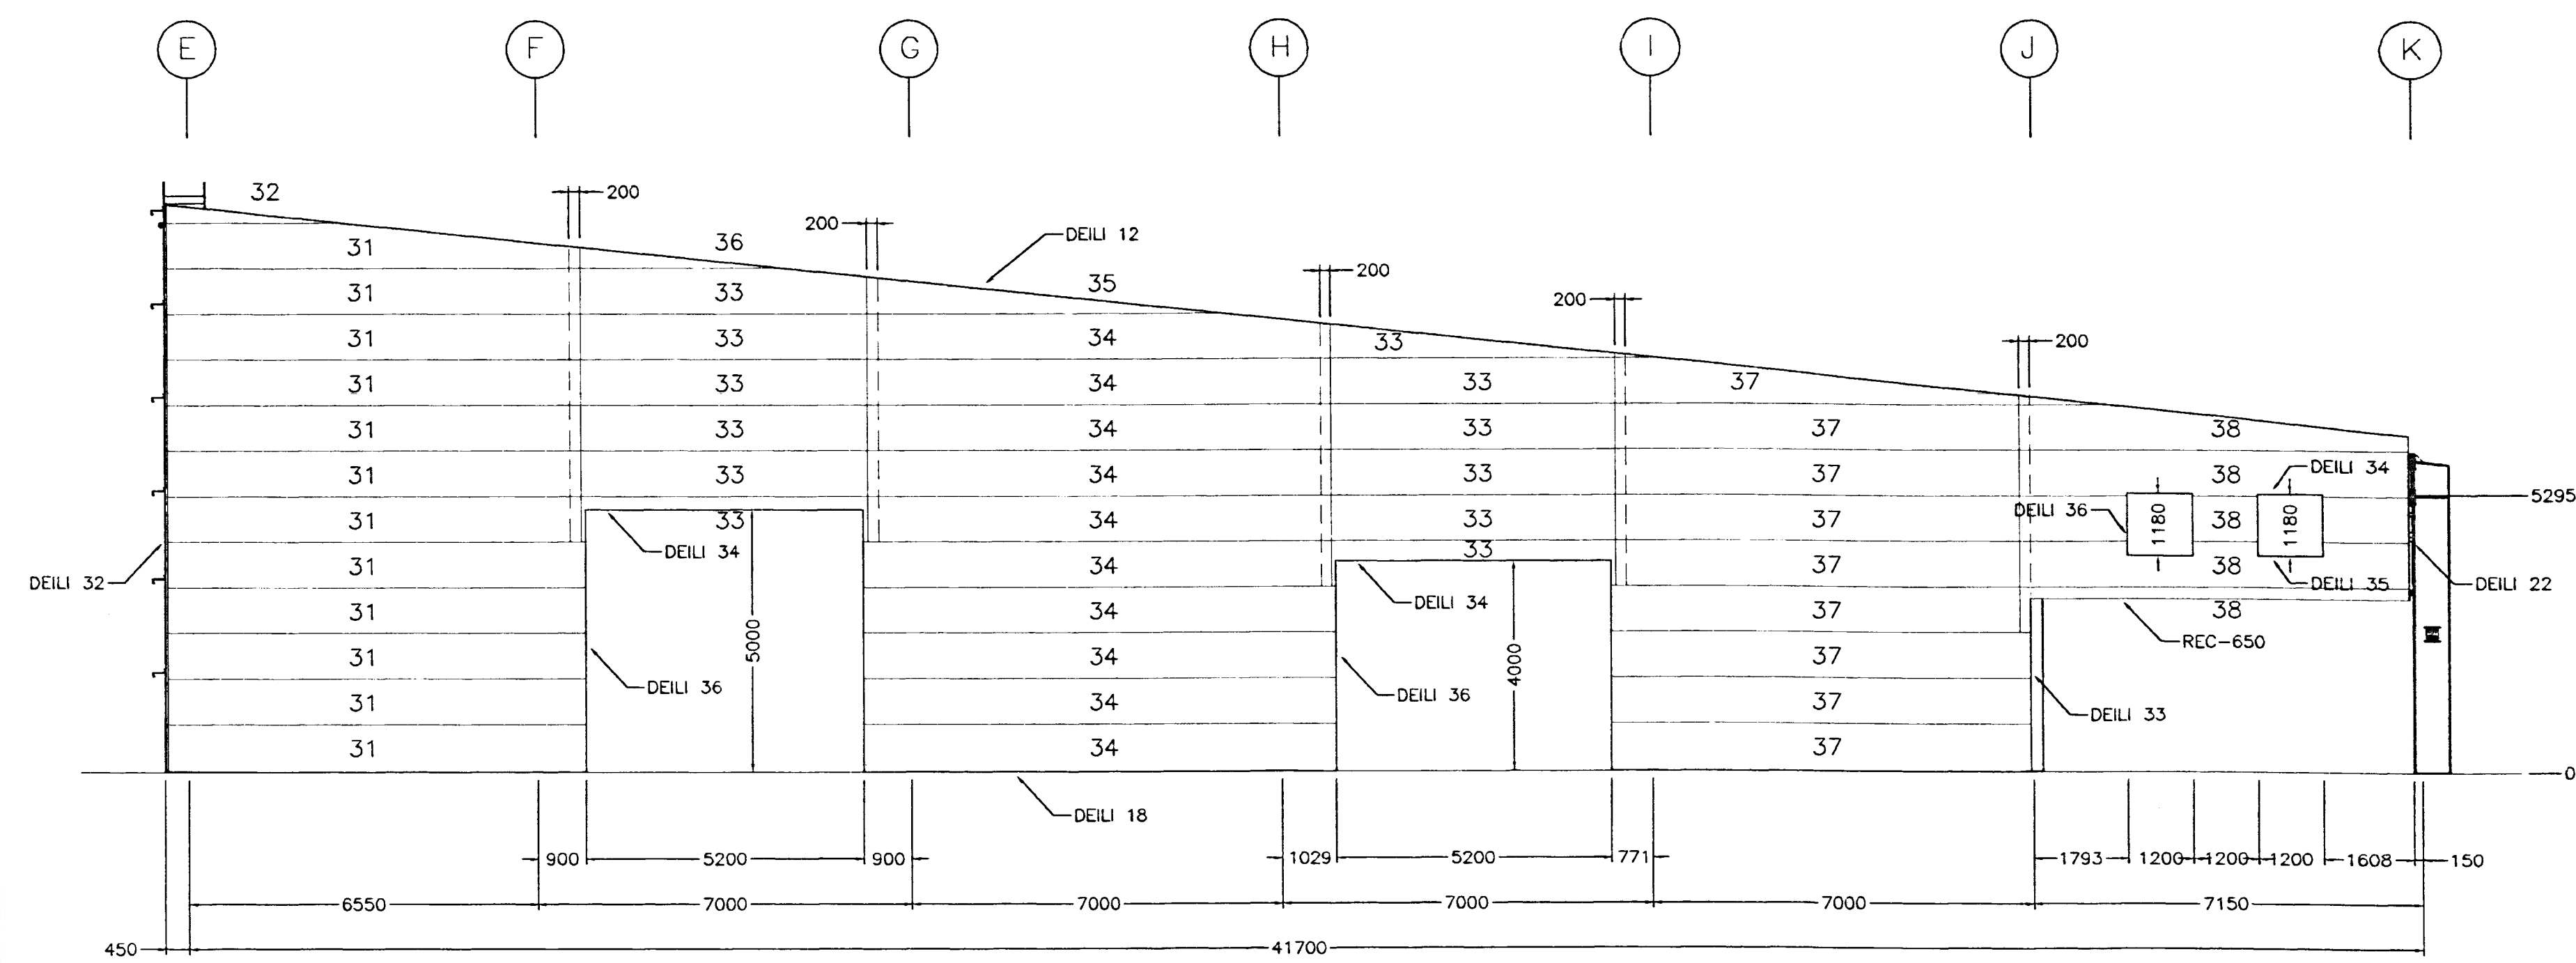 E F G H I J K
32 200
200
31 36 DEILI 12
31 33 35 200
200
31 33 34 33 200
31 33 34 33 37
31 33 34 33 37 38
31 33 34 33 37 38 DEILI 34
5295
31 33 34 33 37 DEILI 36 1180 38 1180
DEILI 34 33
31 34 37 38
DEILI 32 DEILI 35 DEILI 22
31 34 DEILI 34 37 38
5000 REC-650
31 34 4000 37
DEILI 36 DEILI 36
31 34 37 DEILI 33
31 34 37
0
DEILI 18
900 5200 900 1029 5200 771 1793 1200 1200 1200 1608 150
6550 7000 7000 7000 7000 7150
450 41700